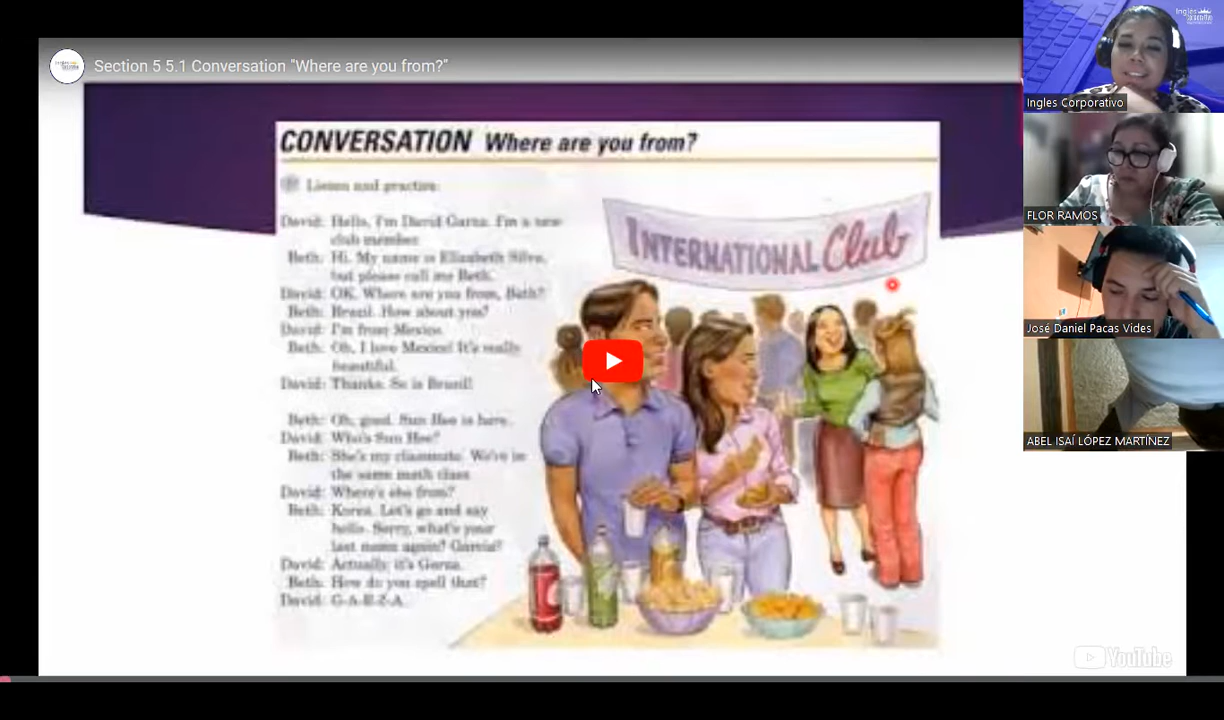 Section 5 5.1 Conversation "Where are you from?"
CONVERSATION Where are you from?
Listen and practice.
David: Hello, I'm David Garza. I'm a new
club member.
Beth: Hi. My name is Elizabeth Silva,
but please call me Beth.
David: OK. Where are you from, Beth?
Beth: Brazil. How about you?
David: I'm from Mexico.
Beth: Oh, I love Mexico! It's really
beautiful.
David: Thanks. So is Brazil!
Beth: Oh, good. Sun Hee is here.
David: Who's Sun Hee?
Beth: She's my classmate. We're in
the same math class.
David: Where's she from?
Beth: Korea. Let's go and say
hello. Sorry, what's your
last name again? Garcia?
David: Actually, it's Garza.
Beth: How do you spell that?
David: G-A-R-Z-A.
INTERNATIONAL Club
YouTube
Ingles Corporativo
FLOR RAMOS
José Daniel Pacas Vides
ABEL ISAÍ LÓPEZ MARTÍNEZ